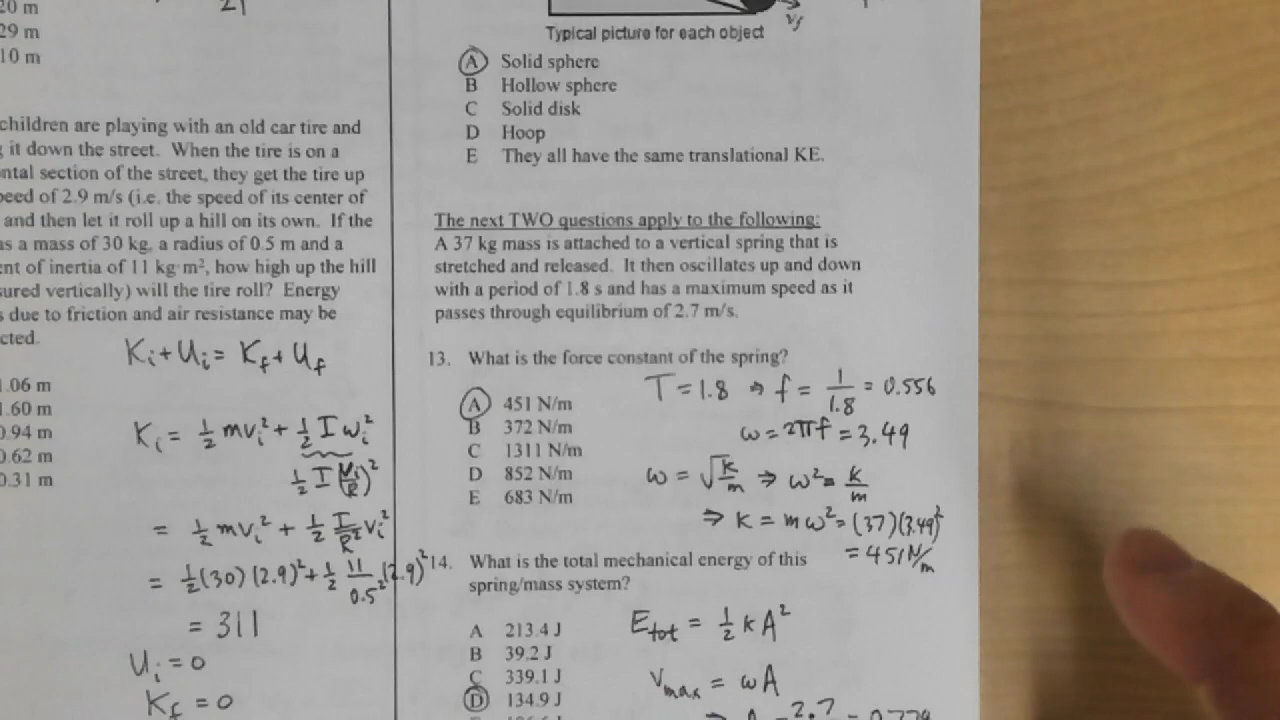 20 m
29 m
10 m
21
children are playing with an old car tire and
it down the street. When the tire is on a
ntal section of the street, they get the tire up
peed of 2.9 m/s (i.e. the speed of its center of
and then let it roll up a hill on its own. If the
as a mass of 30 kg, a radius of 0.5 m and a
ent of inertia of 11 kg·m², how high up the hill
sured vertically) will the tire roll? Energy
s due to friction and air resistance may be
cted.
Kᵢ + Uᵢ = K_f + U_f
1.06 m
1.60 m
0.94 m
0.62 m
0.31 m
Kᵢ = ½ mvᵢ² + ½ I ωᵢ²
½ I (vᵢ/R)²
= ½ mvᵢ² + ½ I/R² vᵢ²
= ½(30)(2.9)² + ½ 11/0.5² (2.9)²
= 311
Uᵢ = 0
K_f = 0
v_f
Typical picture for each object
A Solid sphere
B Hollow sphere
C Solid disk
D Hoop
E They all have the same translational KE.
The next TWO questions apply to the following:
A 37 kg mass is attached to a vertical spring that is
stretched and released. It then oscillates up and down
with a period of 1.8 s and has a maximum speed as it
passes through equilibrium of 2.7 m/s.
13. What is the force constant of the spring?
A 451 N/m
B 372 N/m
C 1311 N/m
D 852 N/m
E 683 N/m
T = 1.8 ⇒ f = 1/1.8 = 0.556
ω = 2πf = 3.49
ω = √(k/m) ⇒ ω² = k/m
⇒ K = mω² = (37)(3.49)²
= 451 N/m
14. What is the total mechanical energy of this
spring/mass system?
A 213.4 J
B 39.2 J
C 339.1 J
D 134.9 J
E_tot = ½ k A²
V_max = ωA